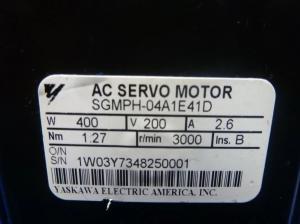 AC SERVO MOTOR
SGMPH-04A1E41D
W 400 V 200 A 2.6
Nm 1.27 r/min 3000 Ins. B
O/N
S/N 1W03Y7348250001
YASKAWA ELECTRIC AMERICA, INC.